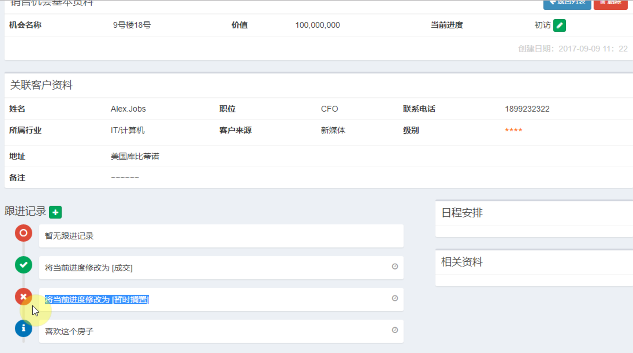 销售机会基本资料 返回列表 删除
机会名称 9号楼18号 价值 100,000,000 当前进度 初访
创建日期：2017-09-09 11：22
关联客户资料
姓名 Alex.Jobs 职位 CFO 联系电话 1899232322
所属行业 IT/计算机 客户来源 新媒体 级别 ****
地址 美国库比蒂诺
备注 ------
跟进记录
暂无跟进记录
将当前进度修改为 [成交]
将当前进度修改为 [暂时搁置]
喜欢这个房子
日程安排
相关资料